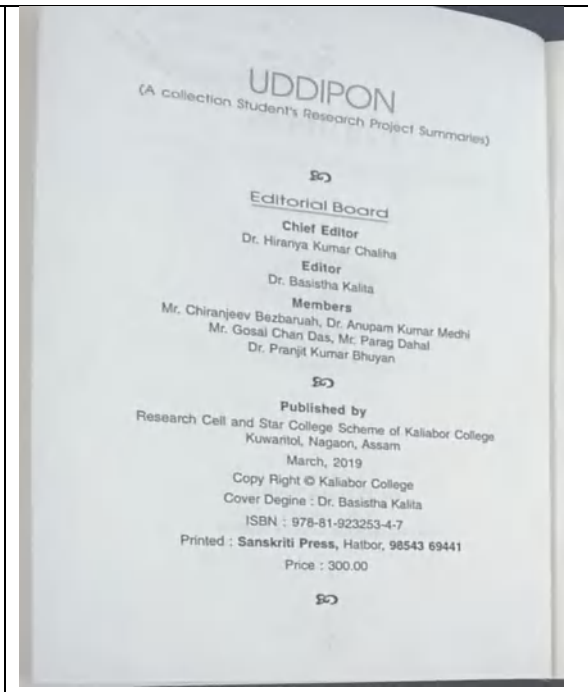 UDDIPON
(A collection Student's Research Project Summaries)
Editorial Board
Chief Editor
Dr. Hiranya Kumar Chaliha
Editor
Dr. Basistha Kalita
Members
Mr. Chiranjeev Bezbaruah, Dr. Anupam Kumar Medhi
Mr. Gosai Chan Das, Mr. Parag Dahal
Dr. Pranjit Kumar Bhuyan
Published by
Research Cell and Star College Scheme of Kaliabor College
Kuwaritol, Nagaon, Assam
March, 2019
Copy Right © Kaliabor College
Cover Degine : Dr. Basistha Kalita
ISBN : 978-81-923253-4-7
Printed : Sanskriti Press, Hatbor, 98543 69441
Price : 300.00